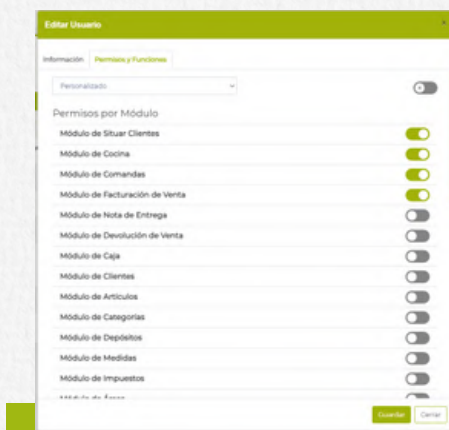 Editar Usuario
Información Permisos y Funciones
Personalizado
Permisos por Módulo
Módulo de Situar Clientes
Módulo de Cocina
Módulo de Comandas
Módulo de Facturación de Venta
Módulo de Nota de Entrega
Módulo de Devolución de Venta
Módulo de Caja
Módulo de Clientes
Módulo de Artículos
Módulo de Categorías
Módulo de Depósitos
Módulo de Medidas
Módulo de Impuestos
Módulo de Áreas
Guardar Cerrar